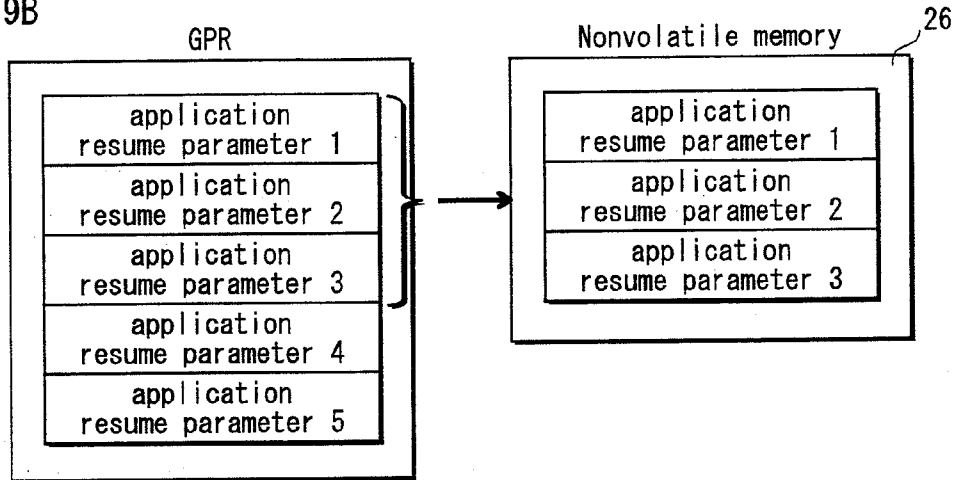 9B
GPR
application
resume parameter 1
application
resume parameter 2
application
resume parameter 3
application
resume parameter 4
application
resume parameter 5
Nonvolatile memory
26
application
resume parameter 1
application
resume parameter 2
application
resume parameter 3